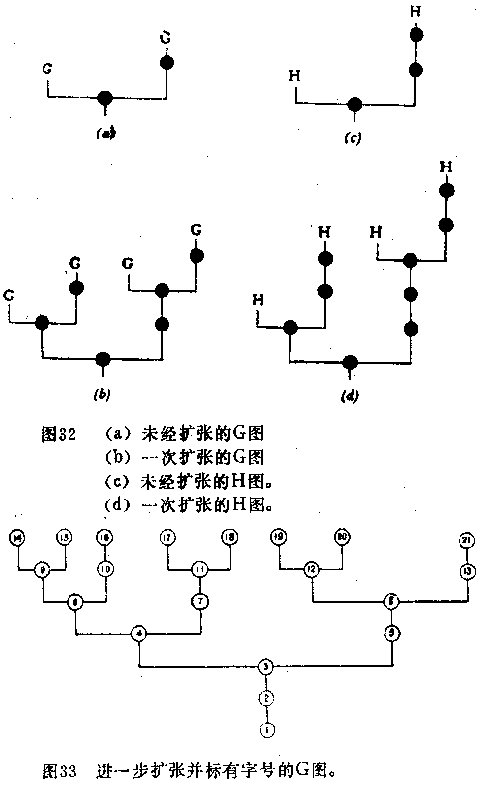 G
G
(a)
H
H
(c)
G
G
G
G
(b)
H
H
H
H
(d)
图32 (a) 未经扩张的G图
(b) 一次扩张的G图
(c) 未经扩张的H图。
(d) 一次扩张的H图。
14 15 16 17 18 19 20 21
9 10 11 12 13
6 7 8
4 5
3
2
1
图33 进一步扩张并标有字号的G图。